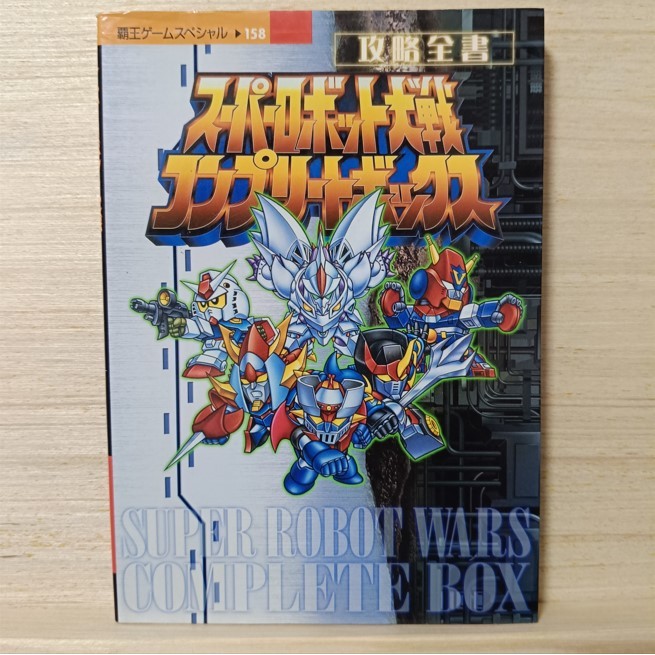 覇王ゲームスペシャル▶158
攻略全書
スーパーロボット大戦
コンプリートボックス
SUPER ROBOT WARS
COMPLETE BOX